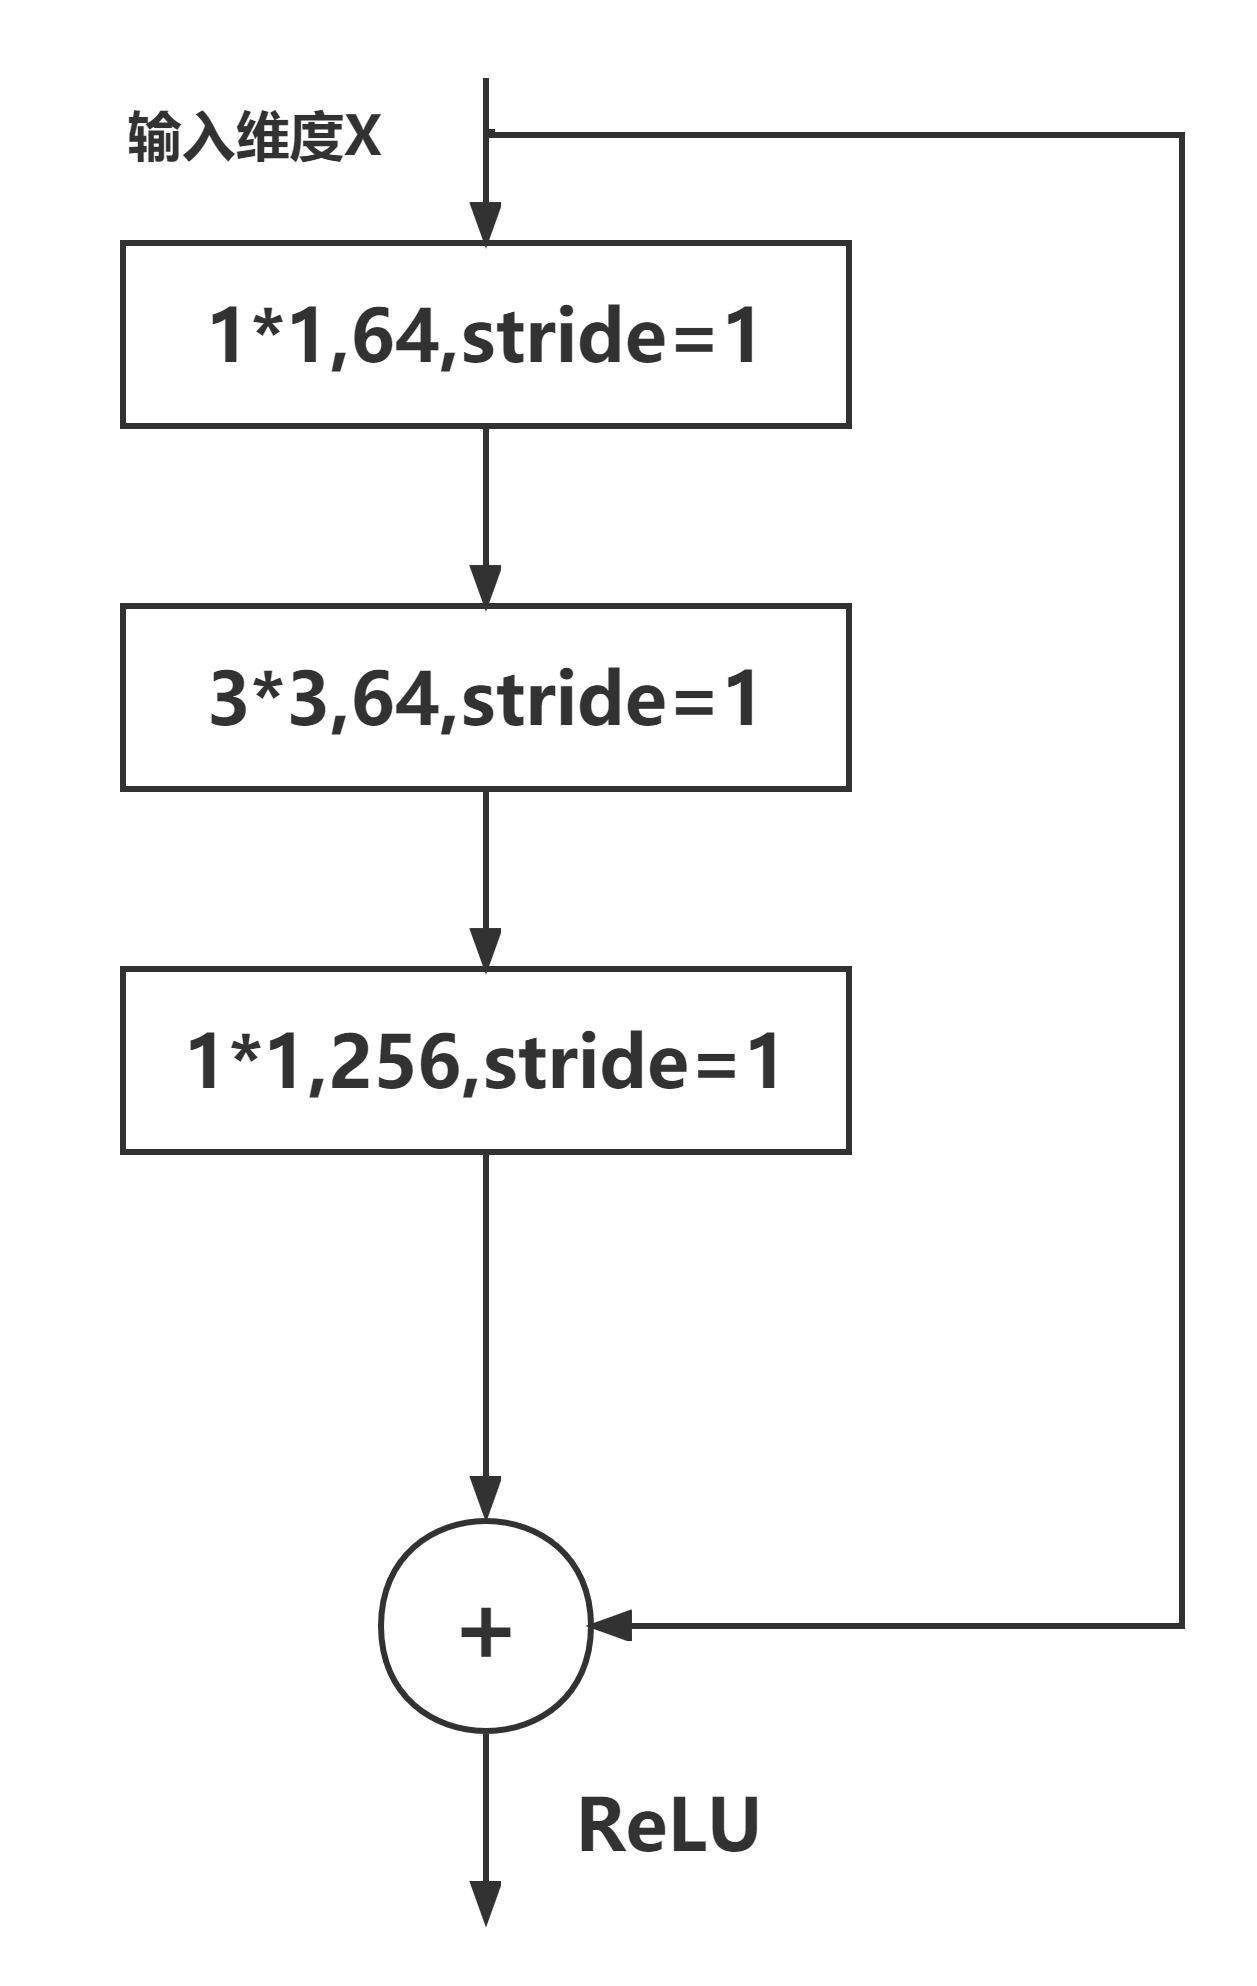 输入维度X
1*1,64,stride=1
3*3,64,stride=1
1*1,256,stride=1
+
ReLU